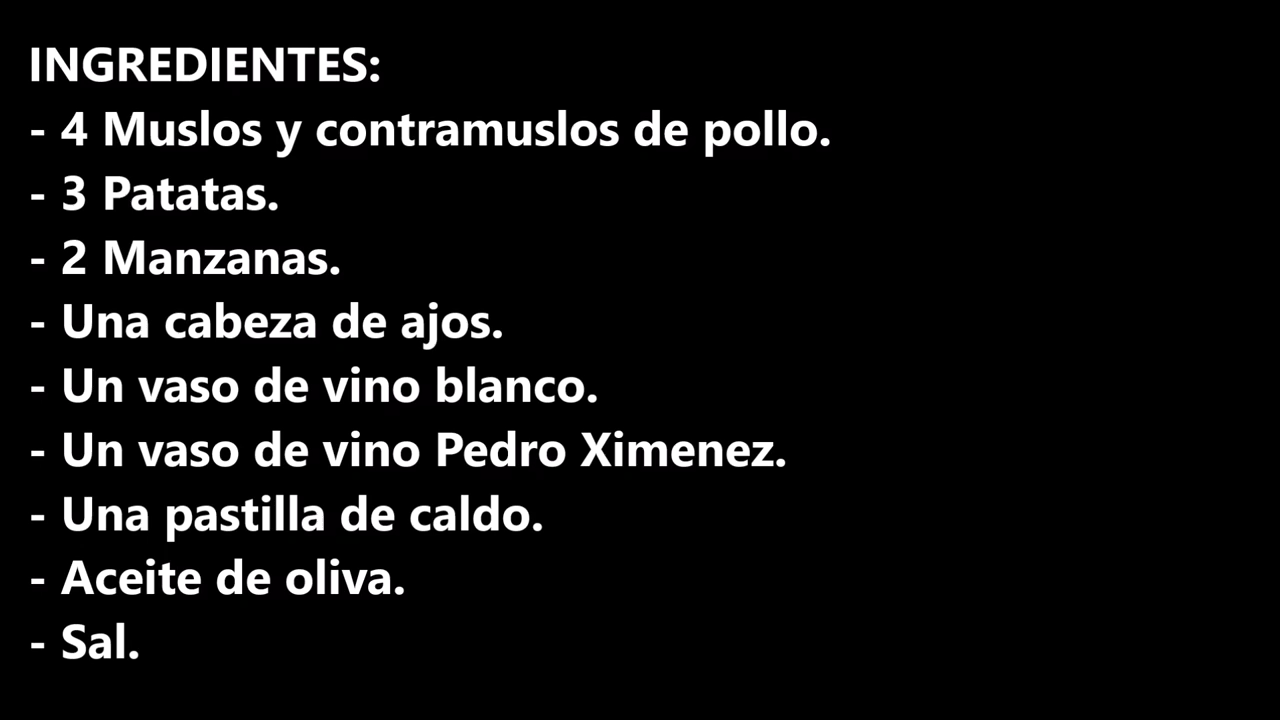 INGREDIENTES:
- 4 Muslos y contramuslos de pollo.
- 3 Patatas.
- 2 Manzanas.
- Una cabeza de ajos.
- Un vaso de vino blanco.
- Un vaso de vino Pedro Ximenez.
- Una pastilla de caldo.
- Aceite de oliva.
- Sal.